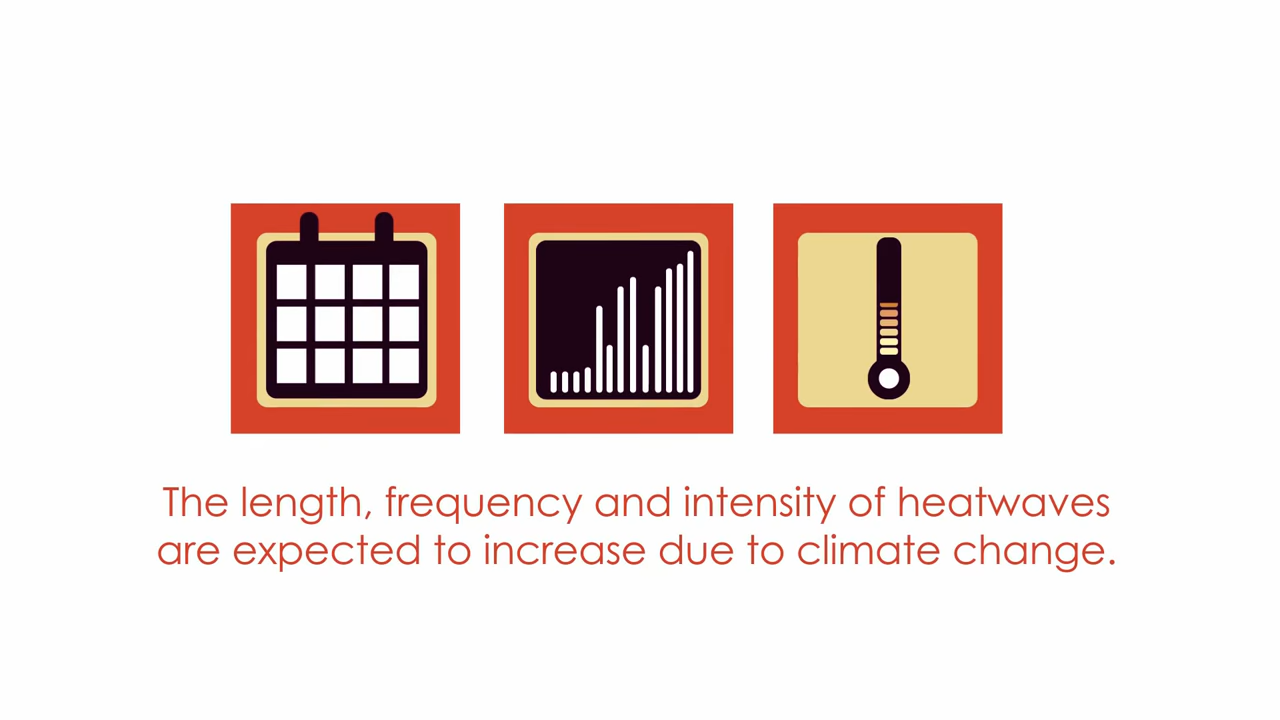 The length, frequency and intensity of heatwaves
are expected to increase due to climate change.